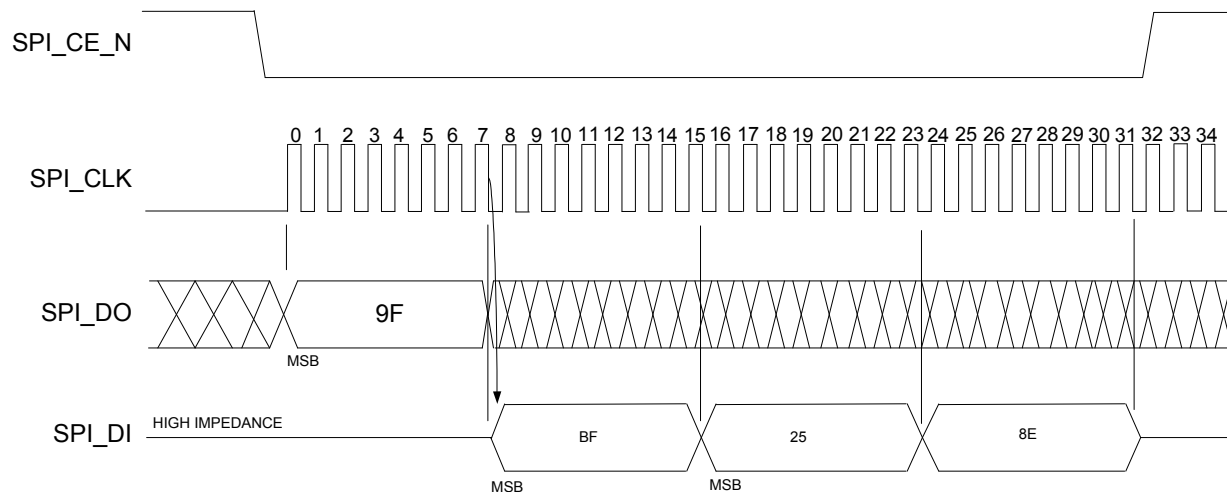 SPI_CE_N
0 1 2 3 4 5 6 7 8 9 10 11 12 13 14 15 16 17 18 19 20 21 22 23 24 25 26 27 28 29 30 31 32 33 34
SPI_CLK
SPI_DO
9F
MSB
HIGH IMPEDANCE
SPI_DI
BF 25 8E
MSB MSB